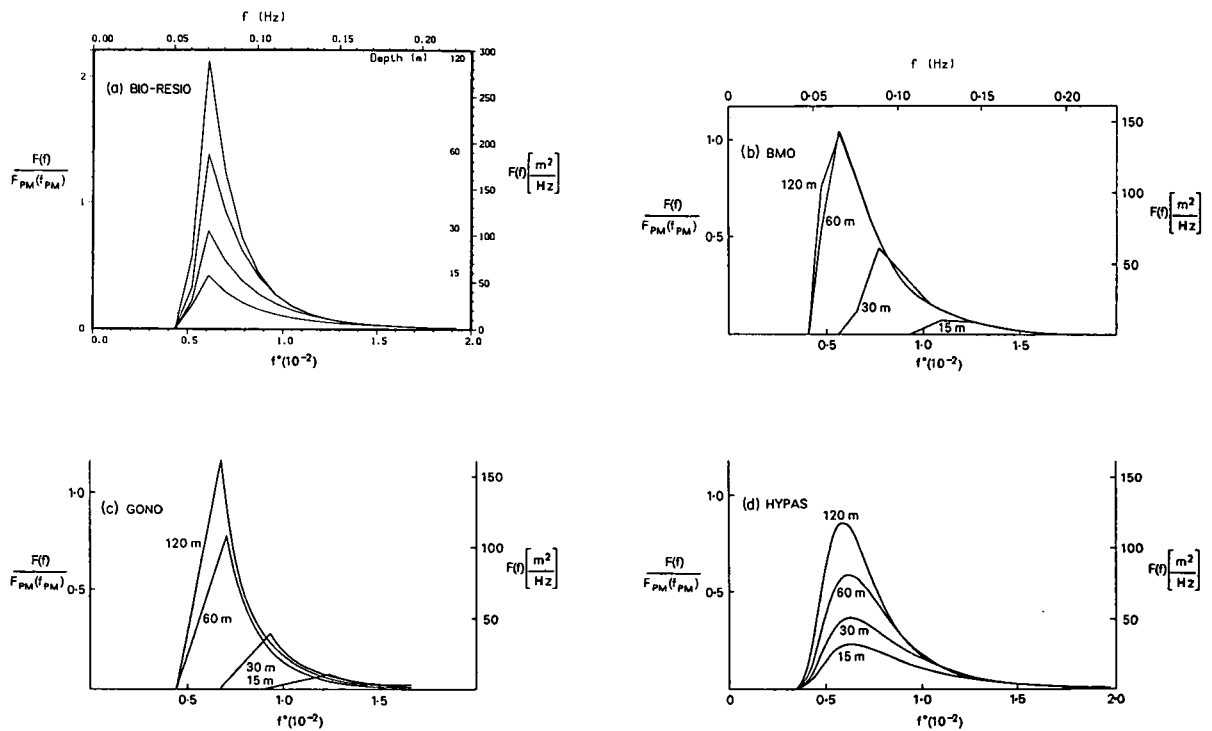 f (Hz)
0.00 0.05 0.10 0.15 0.20
Depth (m) 120
300
2
(a) BIO-RESIO
250
200
60
F(f)
F_PM(f_PM)
F(f) [m²/Hz]
150
1
30
100
15
50
0
0
0.0 0.5 1.0 1.5 2.0
f*(10⁻²)
f (Hz)
0 0·05 0·10 0·15 0·20
150
1·0
(b) BMO
120 m
100
60 m
F(f)
F_PM(f_PM)
F(f) [m²/Hz]
0·5
50
30 m
15 m
0·5 1·0 1·5
f*(10⁻²)
150
1·0
(c) GONO
120 m
100
F(f)
F_PM(f_PM)
F(f) [m²/Hz]
0·5
60 m
50
30 m
15 m
0·5 1·0 1·5
f*(10⁻²)
150
1·0
(d) HYPAS
120 m
100
F(f)
F_PM(f_PM)
F(f) [m²/Hz]
60 m
0·5
50
30 m
15 m
0 0·5 1·0 1·5 2·0
f*(10⁻²)